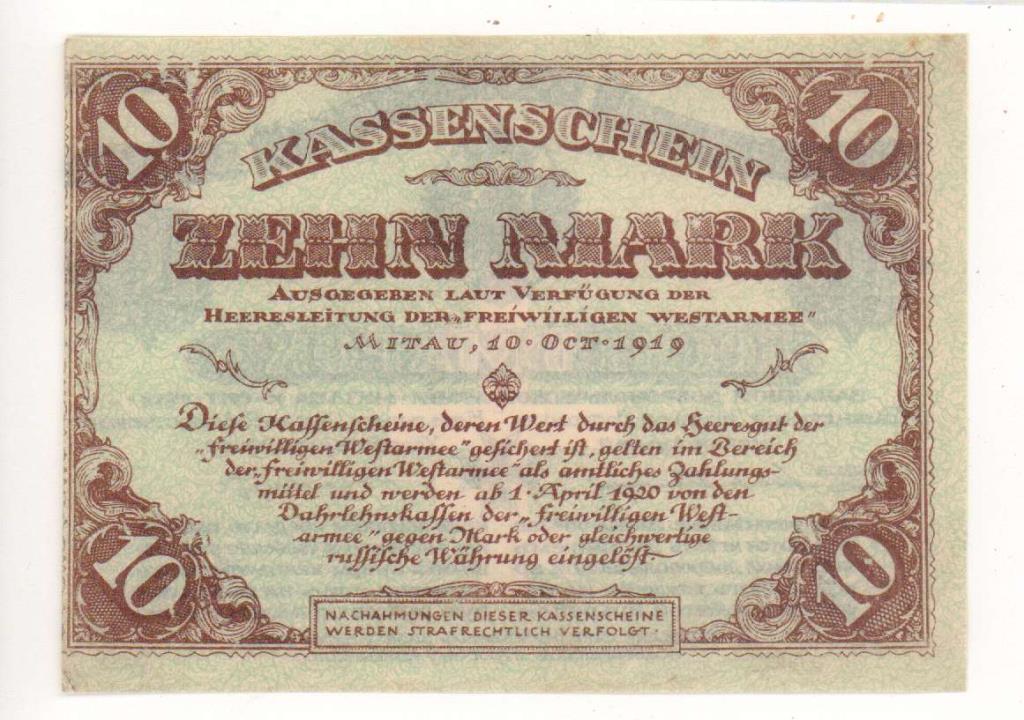 10 10
KASSENSCHEIN
ZEHN MARK
AUSGEGEBEN LAUT VERFÜGUNG DER
HEERESLEITUNG DER „FREIWILLIGEN WESTARMEE"
MITAU, 10·OCT·1919
Diese Kassenscheine, deren Wert durch das Heeresgut der
„freiwilligen Westarmee" gesichert ist, gelten im Bereich
der „freiwilligen Westarmee" als amtliches Zahlungs-
mittel und werden ab 1·April 1920 von den
Dahrlehnskassen der „freiwilligen West-
armee" gegen Mark oder gleichwertige
russische Währung eingelöst
10 10
NACHAHMUNGEN DIESER KASSENSCHEINE
WERDEN STRAFRECHTLICH VERFOLGT·